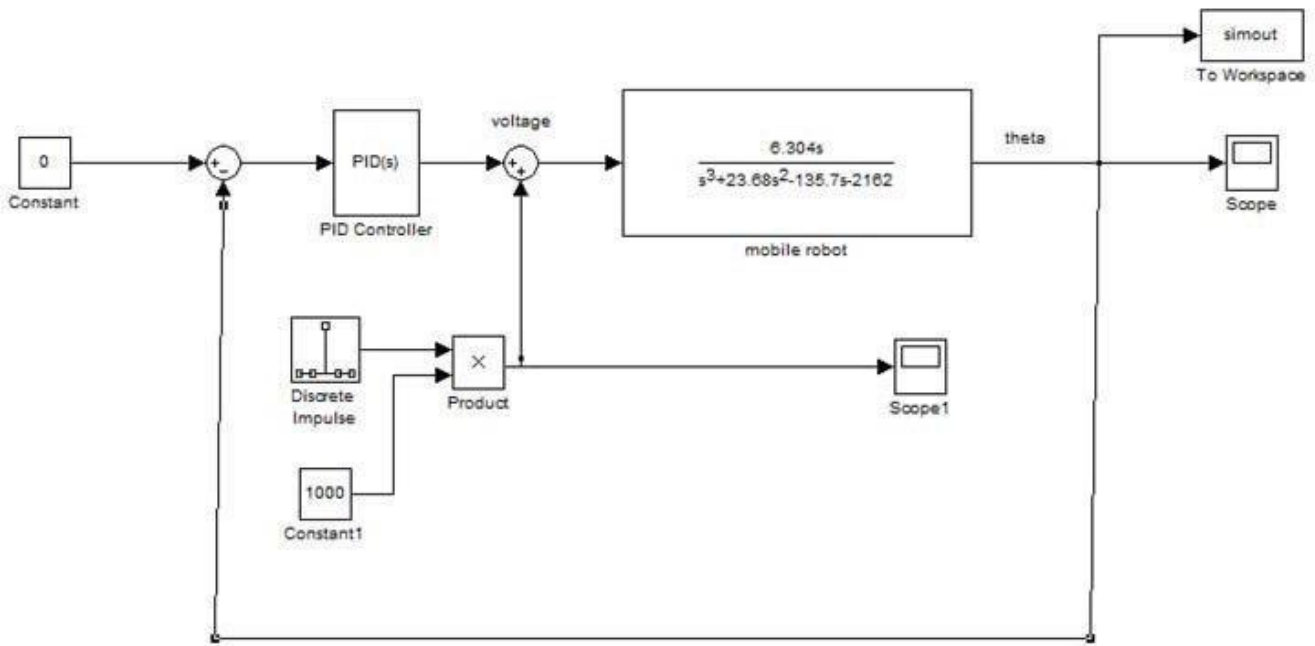 simout
To Workspace
voltage
theta
0
Constant
+
−
PID(s)
PID Controller
+
+
6.304s
s³+23.68s²-135.7s-2162
mobile robot
Scope
Discrete
Impulse
×
Product
Scope1
1000
Constant1